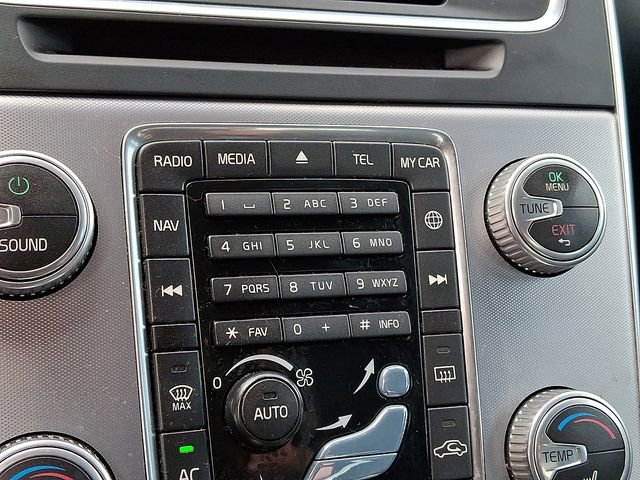 RADIO MEDIA TEL MY CAR
NAV
1 2 ABC 3 DEF
4 GHI 5 JKL 6 MNO
7 PQRS 8 TUV 9 WXYZ
* FAV 0 + # INFO
SOUND
OK
MENU
TUNE
EXIT
0
AUTO
MAX
AC
TEMP